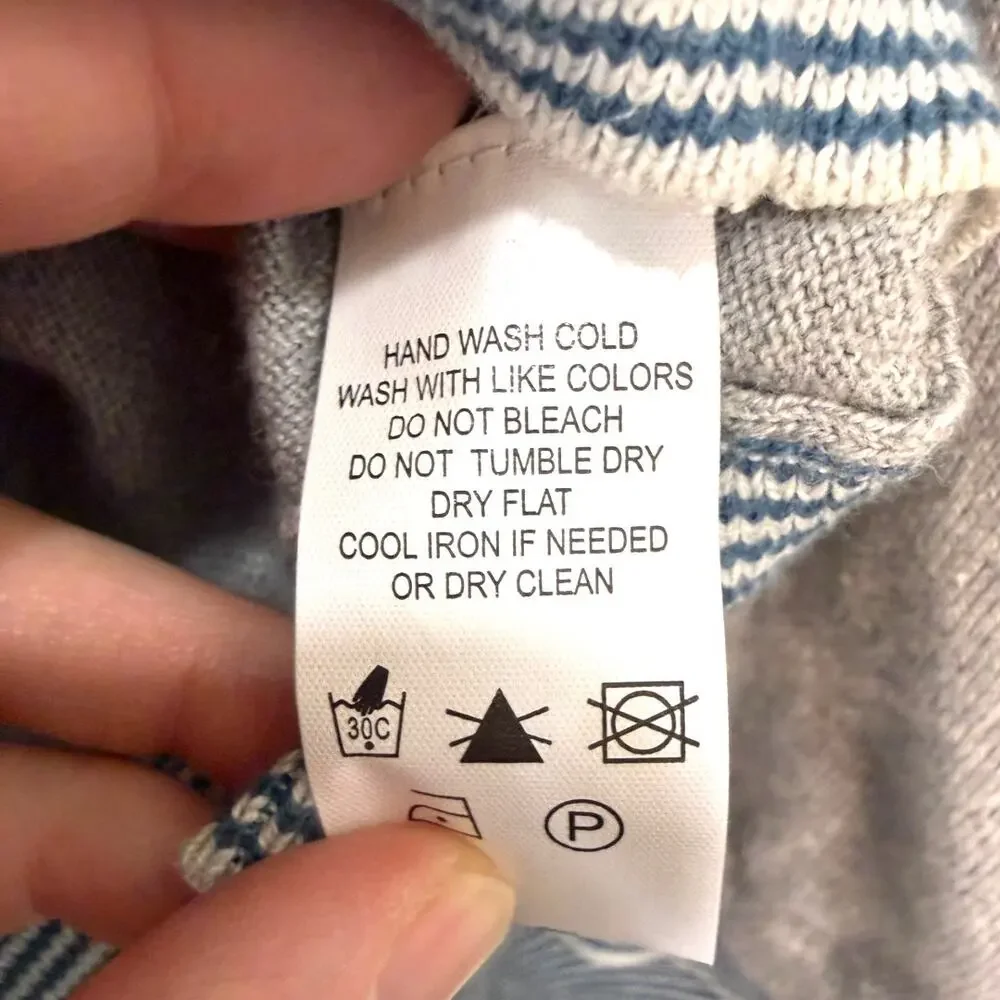 HAND WASH COLD
WASH WITH LIKE COLORS
DO NOT BLEACH
DO NOT TUMBLE DRY
DRY FLAT
COOL IRON IF NEEDED
OR DRY CLEAN
30C
P